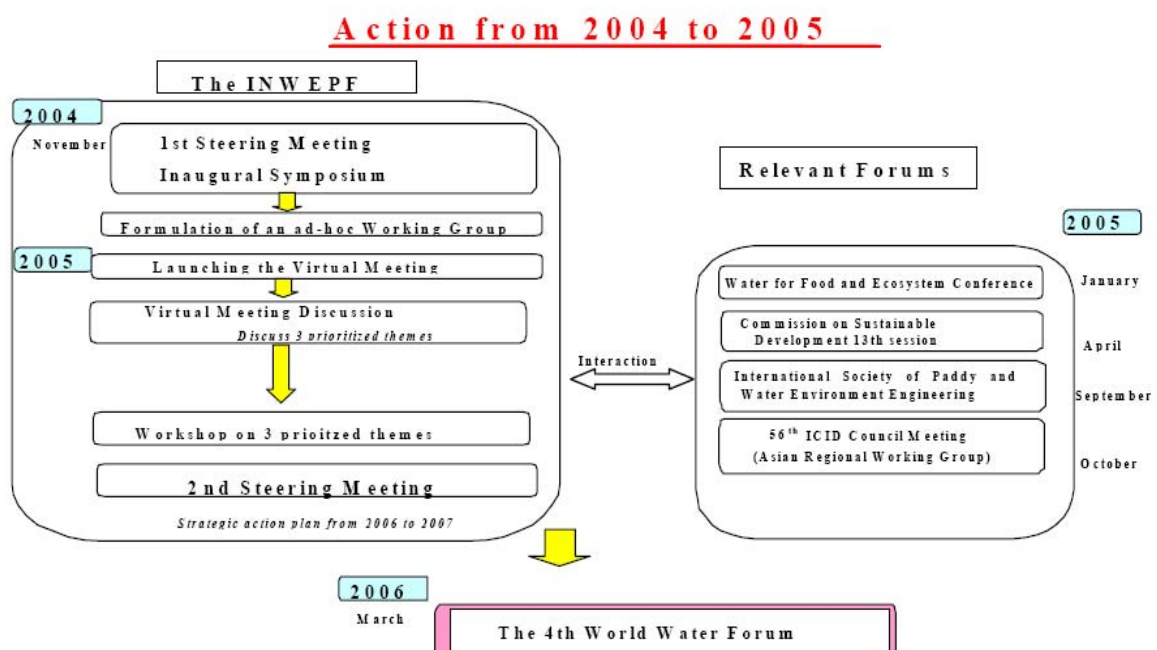 Action from 2004 to 2005
The INWEPF
2004
November
1st Steering Meeting
Inaugural Symposium
Formulation of an ad-hoc Working Group
2005
Launching the Virtual Meeting
Virtual Meeting Discussion
Discuss 3 prioritized themes
Workshop on 3 prioitzed themes
2nd Steering Meeting
Strategic action plan from 2006 to 2007
Interaction
Relevant Forums
2005
Water for Food and Ecosystem Conference
January
Commission on Sustainable
Development 13th session
April
International Society of Paddy and
Water Environment Engineering
September
56th ICID Council Meeting
(Asian Regional Working Group)
October
2006
March
The 4th World Water Forum